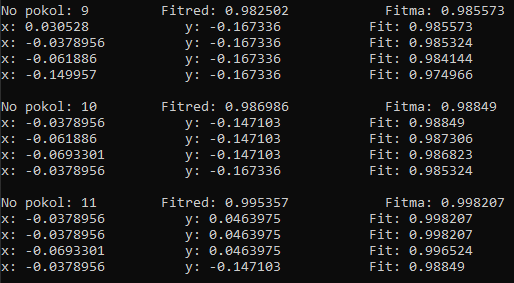 No pokol: 9 Fitred: 0.982502 Fitma: 0.985573
x: 0.030528 y: -0.167336 Fit: 0.985573
x: -0.0378956 y: -0.167336 Fit: 0.985324
x: -0.061886 y: -0.167336 Fit: 0.984144
x: -0.149957 y: -0.167336 Fit: 0.974966
No pokol: 10 Fitred: 0.986986 Fitma: 0.98849
x: -0.0378956 y: -0.147103 Fit: 0.98849
x: -0.061886 y: -0.147103 Fit: 0.987306
x: -0.0693301 y: -0.147103 Fit: 0.986823
x: -0.0378956 y: -0.167336 Fit: 0.985324
No pokol: 11 Fitred: 0.995357 Fitma: 0.998207
x: -0.0378956 y: 0.0463975 Fit: 0.998207
x: -0.0378956 y: 0.0463975 Fit: 0.998207
x: -0.0693301 y: 0.0463975 Fit: 0.996524
x: -0.0378956 y: -0.147103 Fit: 0.98849